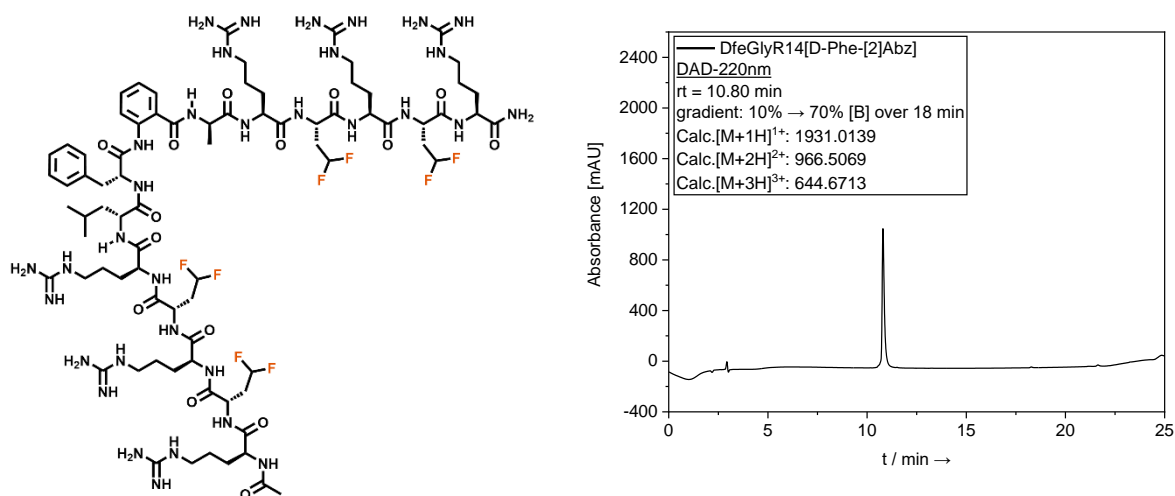 H₂N NH H₂N NH H₂N NH
HN HN HN
O H N O H N O H N O
N H O N H O N H O NH₂
O NH F F F F
O NH
O
N H O
H₂N H N O NH F F
NH O NH
O
H₂N H N NH F F
NH O NH
O
H₂N H N NH
NH O
DfeGlyR14[D-Phe-[2]Abz]
DAD-220nm
rt = 10.80 min
gradient: 10% → 70% [B] over 18 min
Calc.[M+1H]¹⁺: 1931.0139
Calc.[M+2H]²⁺: 966.5069
Calc.[M+3H]³⁺: 644.6713
Absorbance [mAU]
2400
2000
1600
1200
800
400
0
-400
0 5 10 15 20 25
t / min →